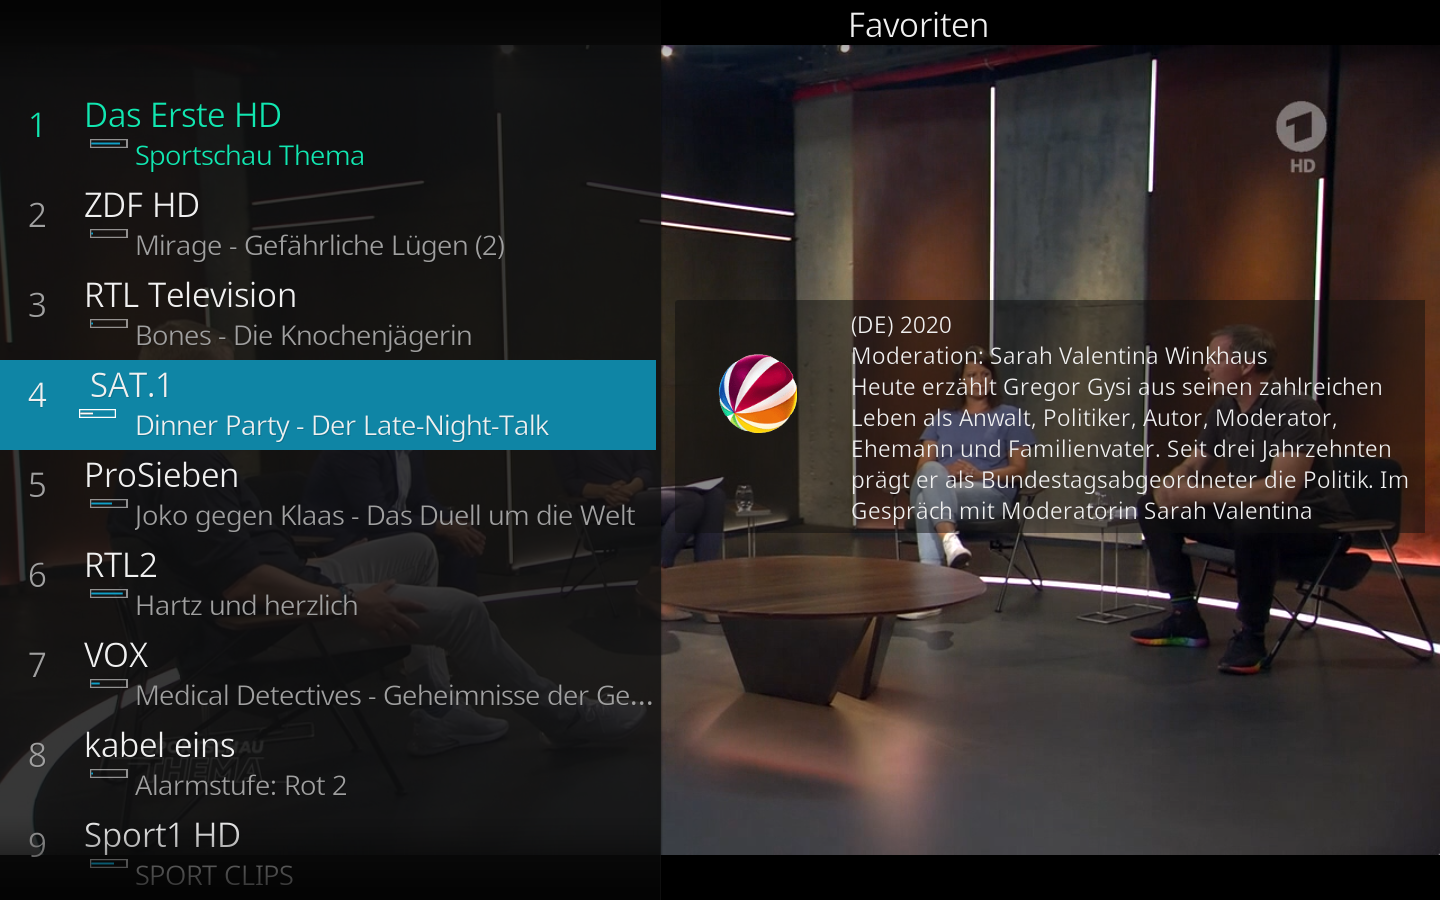 Favoriten
1 Das Erste HD
Sportschau Thema
2 ZDF HD
Mirage - Gefährliche Lügen (2)
3 RTL Television
Bones - Die Knochenjägerin
4 SAT.1
Dinner Party - Der Late-Night-Talk
5 ProSieben
Joko gegen Klaas - Das Duell um die Welt
6 RTL2
Hartz und herzlich
7 VOX
Medical Detectives - Geheimnisse der Ge...
8 kabel eins
Alarmstufe: Rot 2
9 Sport1 HD
SPORT CLIPS
1
HD
(DE) 2020
Moderation: Sarah Valentina Winkhaus
Heute erzählt Gregor Gysi aus seinen zahlreichen
Leben als Anwalt, Politiker, Autor, Moderator,
Ehemann und Familienvater. Seit drei Jahrzehnten
prägt er als Bundestagsabgeordneter die Politik. Im
Gespräch mit Moderatorin Sarah Valentina
THEMA